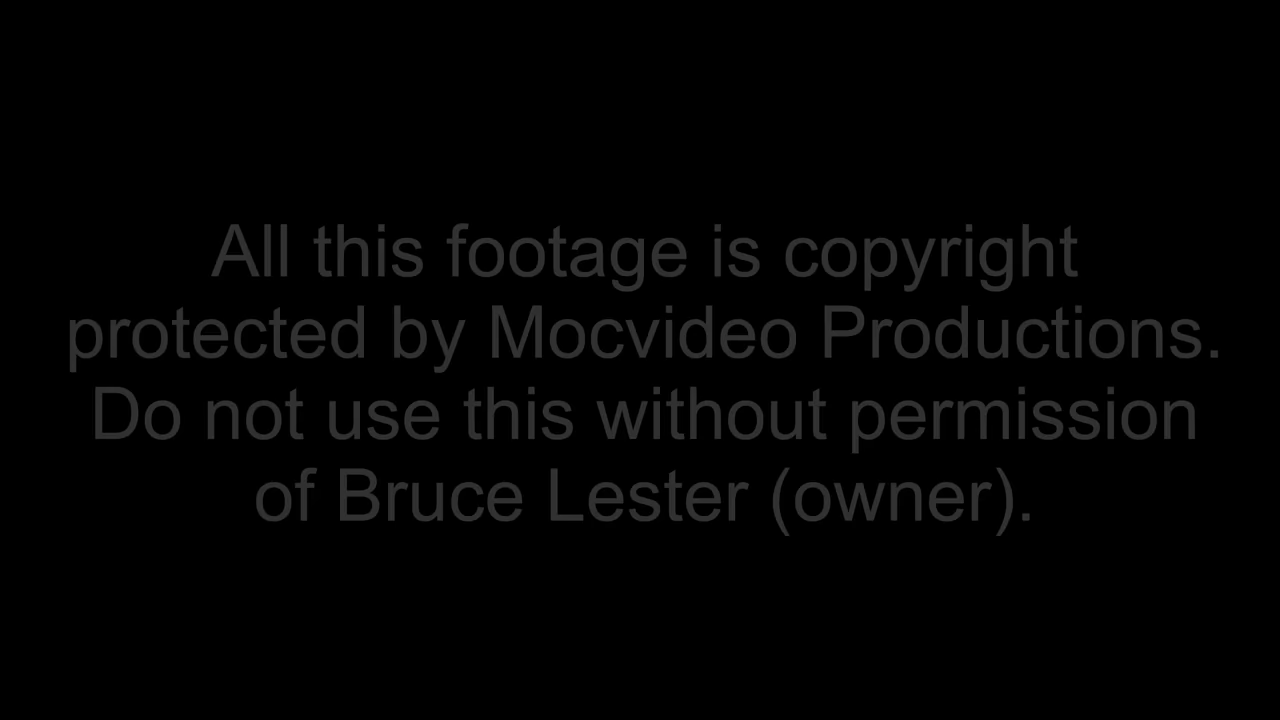 All this footage is copyright
protected by Mocvideo Productions.
Do not use this without permission
of Bruce Lester (owner).